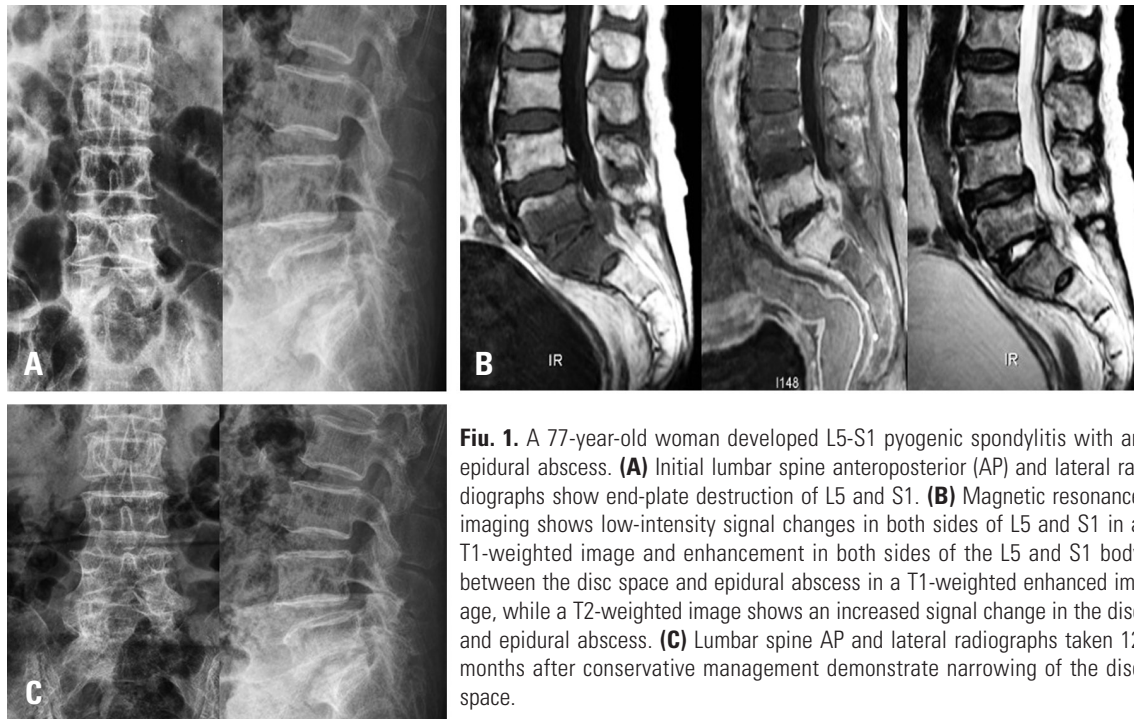 A
B
IR
I148
IR
C
Fiu. 1. A 77-year-old woman developed L5-S1 pyogenic spondylitis with an
epidural abscess. (A) Initial lumbar spine anteroposterior (AP) and lateral ra-
diographs show end-plate destruction of L5 and S1. (B) Magnetic resonance
imaging shows low-intensity signal changes in both sides of L5 and S1 in a
T1-weighted image and enhancement in both sides of the L5 and S1 body
between the disc space and epidural abscess in a T1-weighted enhanced im-
age, while a T2-weighted image shows an increased signal change in the disc
and epidural abscess. (C) Lumbar spine AP and lateral radiographs taken 12
months after conservative management demonstrate narrowing of the disc
space.